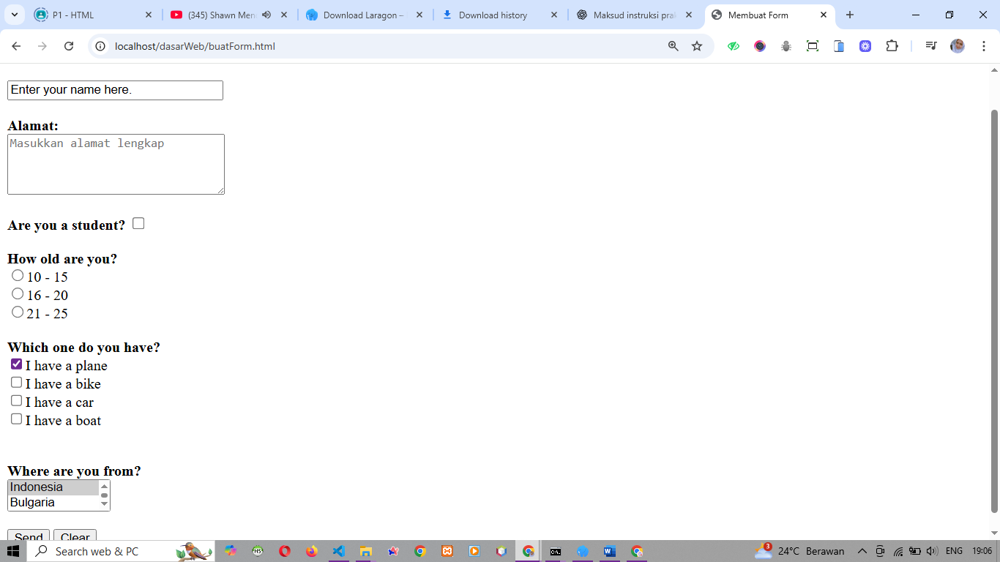 P1 - HTML
(345) Shawn Men
Download Laragon –
Download history
Maksud instruksi pra
Membuat Form
localhost/dasarWeb/buatForm.html
Enter your name here.
Alamat:
Masukkan alamat lengkap
Are you a student?
How old are you?
10 - 15
16 - 20
21 - 25
Which one do you have?
I have a plane
I have a bike
I have a car
I have a boat
Where are you from?
Indonesia
Bulgaria
Send Clear
Search web & PC
HS
3
24°C Berawan
ENG
19:06